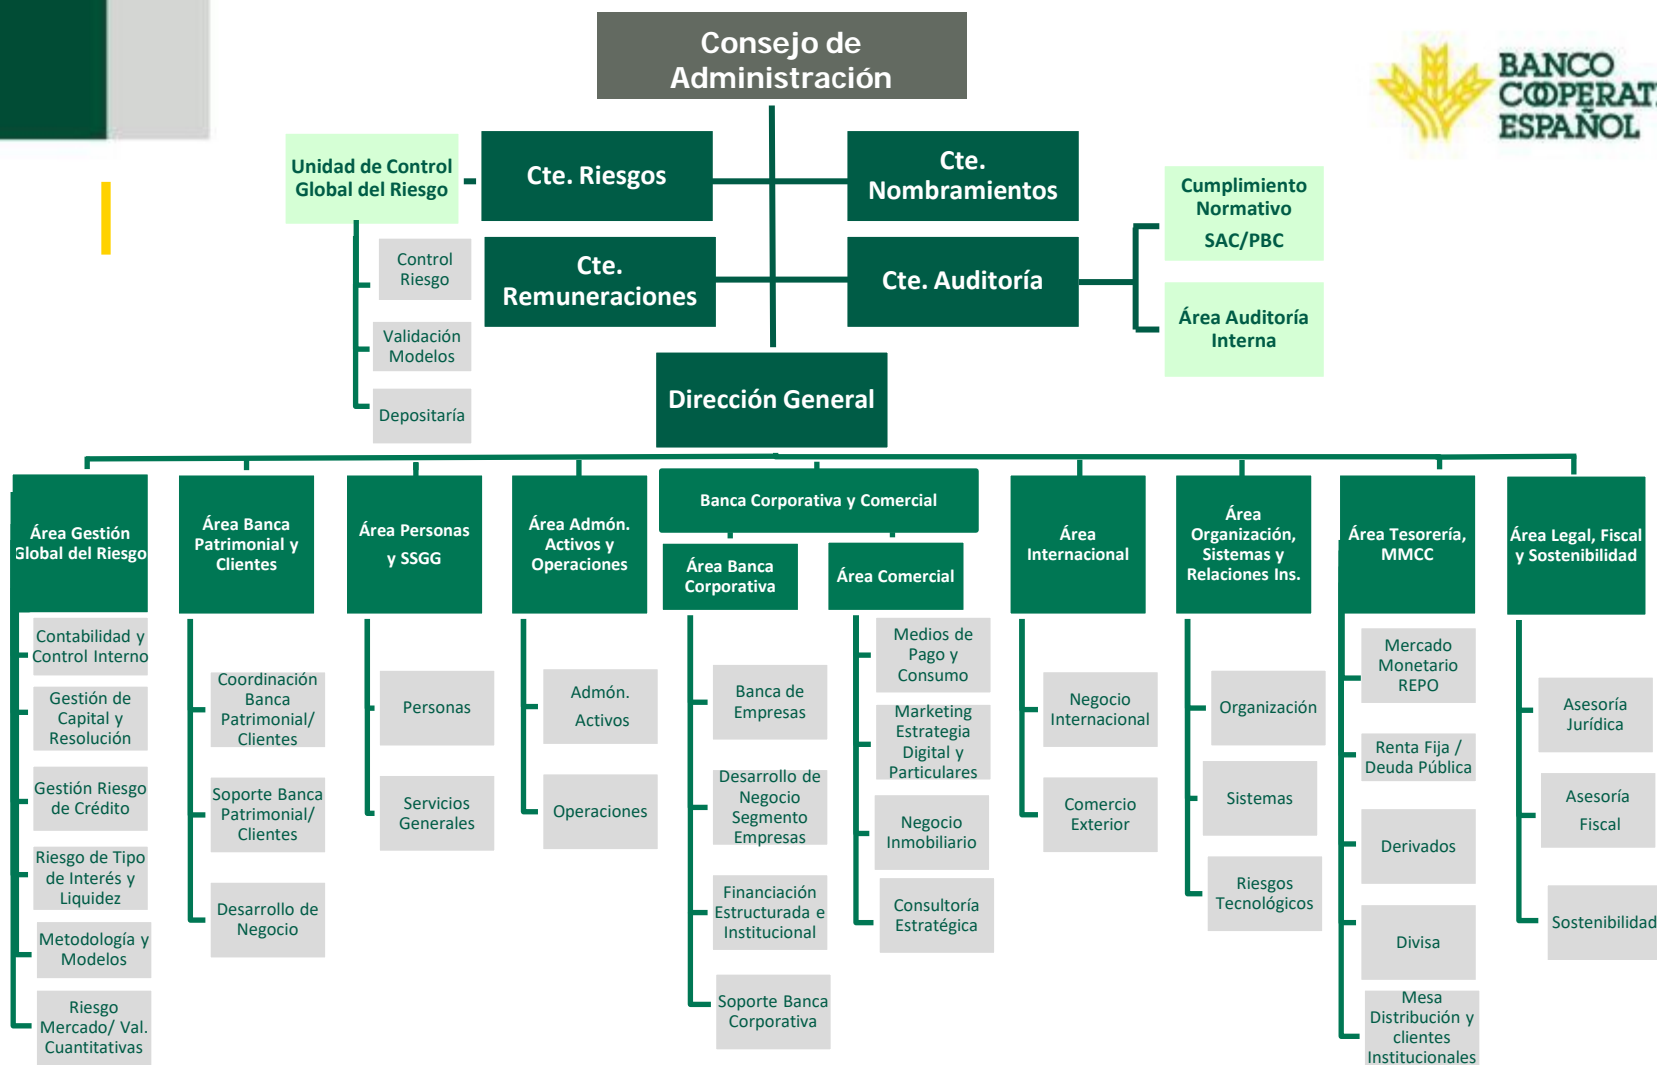 Consejo de
Administración
BANCO
COOPERAT
ESPAÑOL
Unidad de Control
Global del Riesgo
Cte. Riesgos
Cte.
Nombramientos
Cumplimiento
Normativo
SAC/PBC
Control
Riesgo
Validación
Modelos
Depositaría
Cte.
Remuneraciones
Cte. Auditoría
Área Auditoría
Interna
Dirección General
Área Gestión
Global del Riesgo
Contabilidad y
Control Interno
Gestión de
Capital y
Resolución
Gestión Riesgo
de Crédito
Riesgo de Tipo
de Interés y
Liquidez
Metodología y
Modelos
Riesgo
Mercado/ Val.
Cuantitativas
Área Banca
Patrimonial y
Clientes
Coordinación
Banca
Patrimonial/
Clientes
Soporte Banca
Patrimonial/
Clientes
Desarrollo de
Negocio
Área Personas
y SSGG
Personas
Servicios
Generales
Área Admón.
Activos y
Operaciones
Admón.
Activos
Operaciones
Banca Corporativa y Comercial
Área Banca
Corporativa
Banca de
Empresas
Desarrollo de
Negocio
Segmento
Empresas
Financiación
Estructurada e
Institucional
Soporte Banca
Corporativa
Área Comercial
Medios de
Pago y
Consumo
Marketing
Estrategia
Digital y
Particulares
Negocio
Inmobiliario
Consultoría
Estratégica
Área
Internacional
Negocio
Internacional
Comercio
Exterior
Área
Organización,
Sistemas y
Relaciones Ins.
Organización
Sistemas
Riesgos
Tecnológicos
Área Tesorería,
MMCC
Mercado
Monetario
REPO
Renta Fija /
Deuda Pública
Derivados
Divisa
Mesa
Distribución y
clientes
Institucionales
Área Legal, Fiscal
y Sostenibilidad
Asesoría
Jurídica
Asesoría
Fiscal
Sostenibilidad